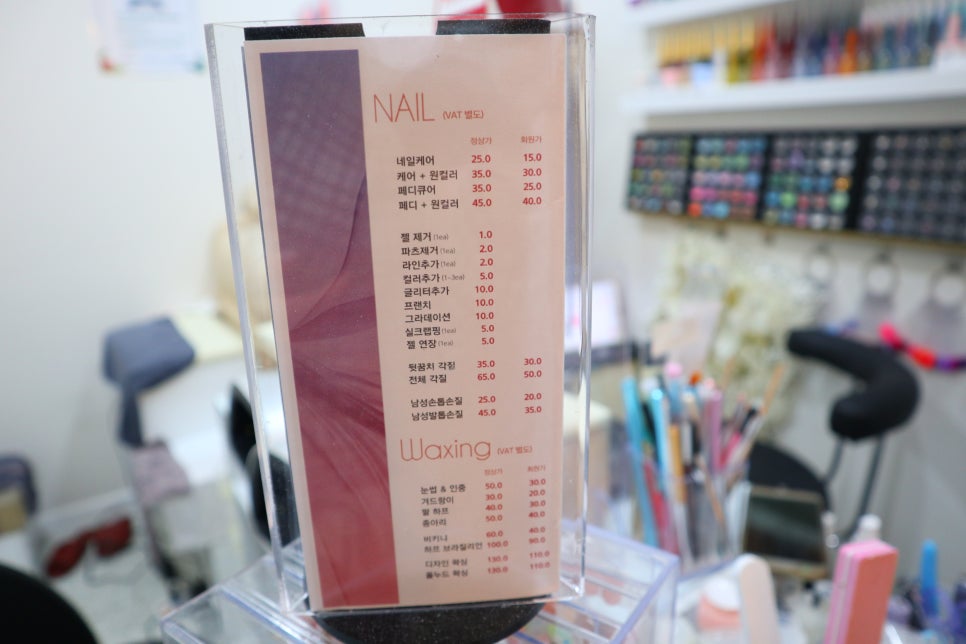 NAIL (VAT 별도)
정상가 회원가
네일케어 25.0 15.0
케어 + 원컬러 35.0 30.0
페디큐어 35.0 25.0
페디 + 원컬러 45.0 40.0
젤 제거 (1ea) 1.0
파츠제거 (1ea) 2.0
라인추가 (1ea) 2.0
컬러추가 (1~3ea) 5.0
글리터추가 10.0
프랜치 10.0
그라데이션 10.0
실크랩핑 (1ea) 5.0
젤 연장 (1ea) 5.0
뒷꿈치 각질 35.0 30.0
전체 각질 65.0 50.0
남성손톱손질 25.0 20.0
남성발톱손질 45.0 35.0
Waxing (VAT 별도)
정상가 회원가
눈썹 & 인중 50.0 30.0
겨드랑이 30.0 20.0
팔 하프 40.0 30.0
종아리 50.0 40.0
비키니 60.0 40.0
하프 브라질리언 100.0 90.0
디자인 왁싱 130.0 110.0
올누드 왁싱 130.0 110.0